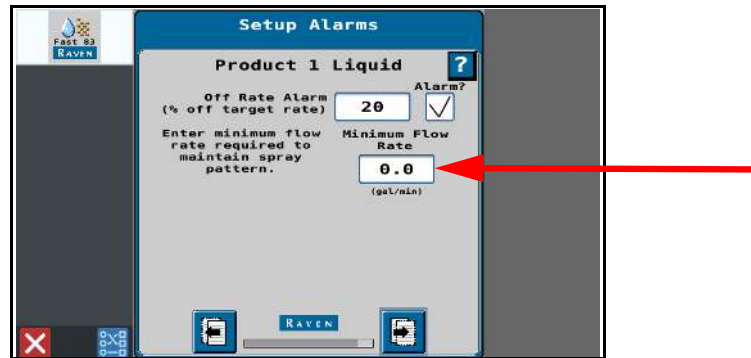 Setup Alarms
Fast 83
RAVEN
Product 1 Liquid
?
Alarm?
Off Rate Alarm
(% off target rate)
20
Enter minimum flow
rate required to
maintain spray
pattern.
Minimum Flow
Rate
0.0
(gal/min)
RAVEN